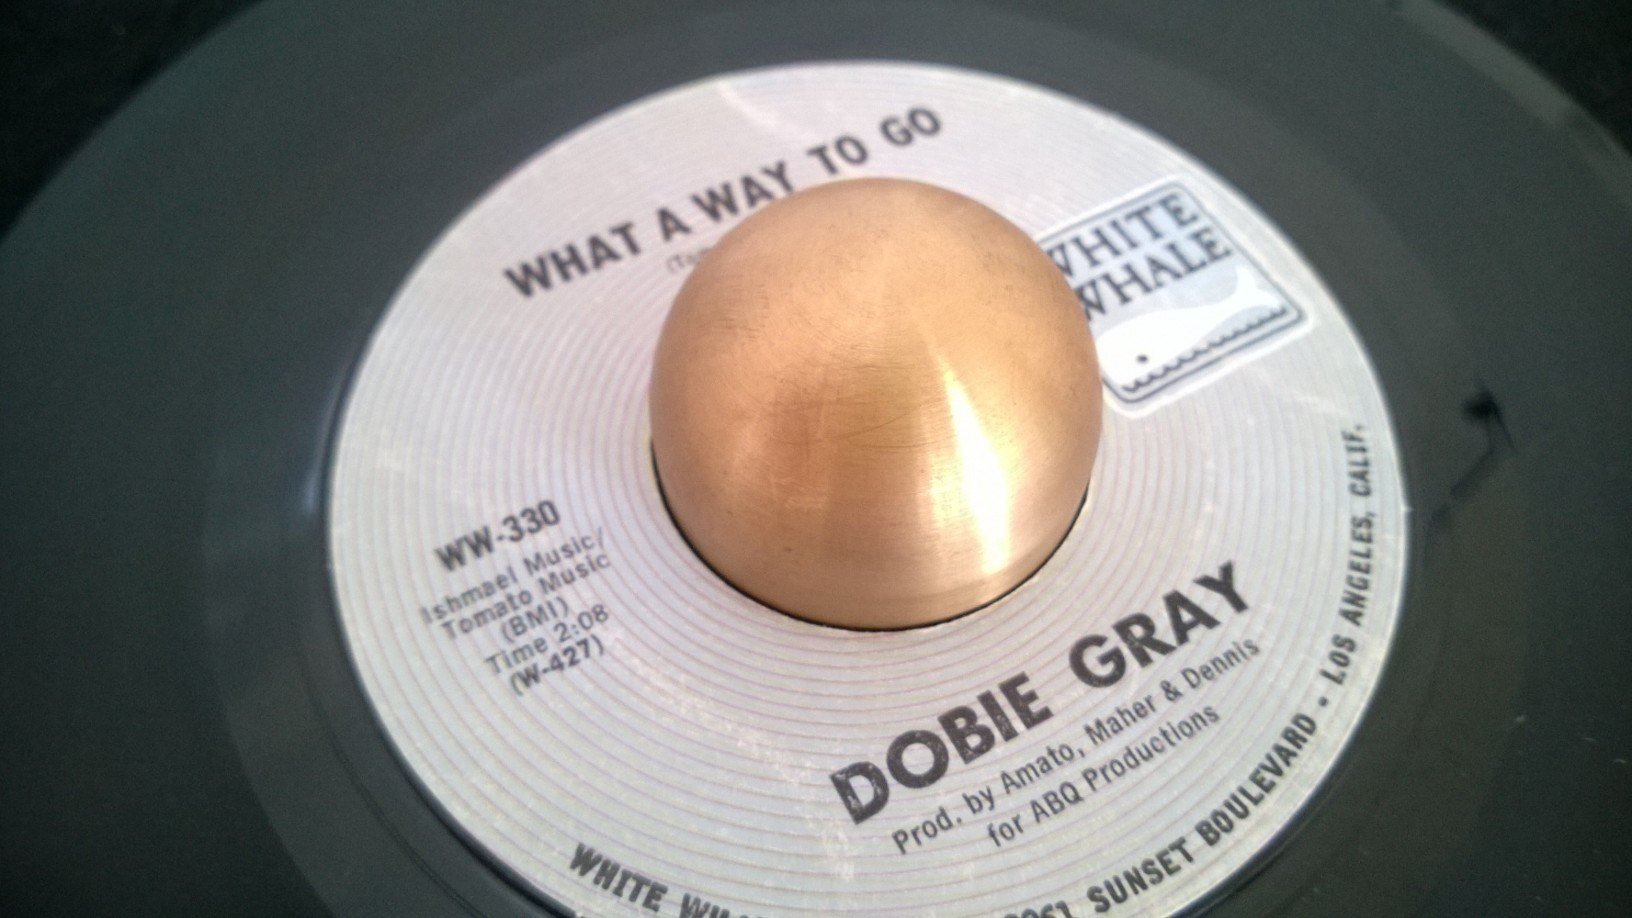 WHAT A WAY TO GO
WHITE
WHALE
WW-330
Ishmael Music/
Tomato Music
(BMI)
Time 2:08
(W-427)
DOBIE GRAY
Prod. by Amato, Maher & Dennis
for ABQ Productions
WHITE SUNSET BOULEVARD • LOS ANGELES, CALIF.